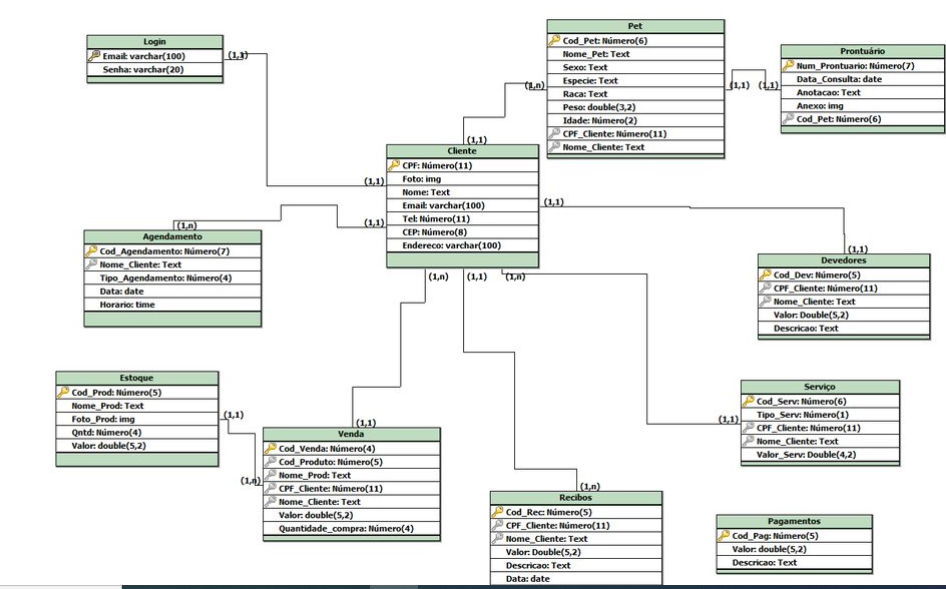 Login
Email: varchar(100)
Senha: varchar(20)
(1,1)
Pet
Cod_Pet: Número(6)
Nome_Pet: Text
Sexo: Text
Especie: Text
Raca: Text
Peso: double(3,2)
Idade: Número(2)
CPF_Cliente: Número(11)
Nome_Cliente: Text
(1,n)
(1,1)
(1,1)
Prontuário
Num_Prontuario: Número(7)
Data_Consulta: date
Anotacao: Text
Anexo: img
Cod_Pet: Número(6)
(1,1)
Cliente
CPF: Número(11)
Foto: img
Nome: Text
Email: varchar(100)
Tel: Número(11)
CEP: Número(8)
Endereco: varchar(100)
(1,1)
(1,1)
(1,1)
(1,n)
(1,1)
(1,n)
(1,n)
Agendamento
Cod_Agendamento: Número(7)
Nome_Cliente: Text
Tipo_Agendamento: Número(4)
Data: date
Horario: time
(1,1)
Devedores
Cod_Dev: Número(5)
CPF_Cliente: Número(11)
Nome_Cliente: Text
Valor: Double(5,2)
Descricao: Text
Estoque
Cod_Prod: Número(5)
Nome_Prod: Text
Foto_Prod: img
Qntd: Número(4)
Valor: double(5,2)
(1,1)
(1,n)
(1,1)
Venda
Cod_Venda: Número(4)
Cod_Produto: Número(5)
Nome_Prod: Text
CPF_Cliente: Número(11)
Nome_Cliente: Text
Valor: double(5,2)
Quantidade_compra: Número(4)
(1,1)
Serviço
Cod_Serv: Número(6)
Tipo_Serv: Número(1)
CPF_Cliente: Número(11)
Nome_Cliente: Text
Valor_Serv: Double(4,2)
(1,n)
Recibos
Cod_Rec: Número(5)
CPF_Cliente: Número(11)
Nome_Cliente: Text
Valor: Double(5,2)
Descricao: Text
Data: date
Pagamentos
Cod_Pag: Número(5)
Valor: double(5,2)
Descricao: Text